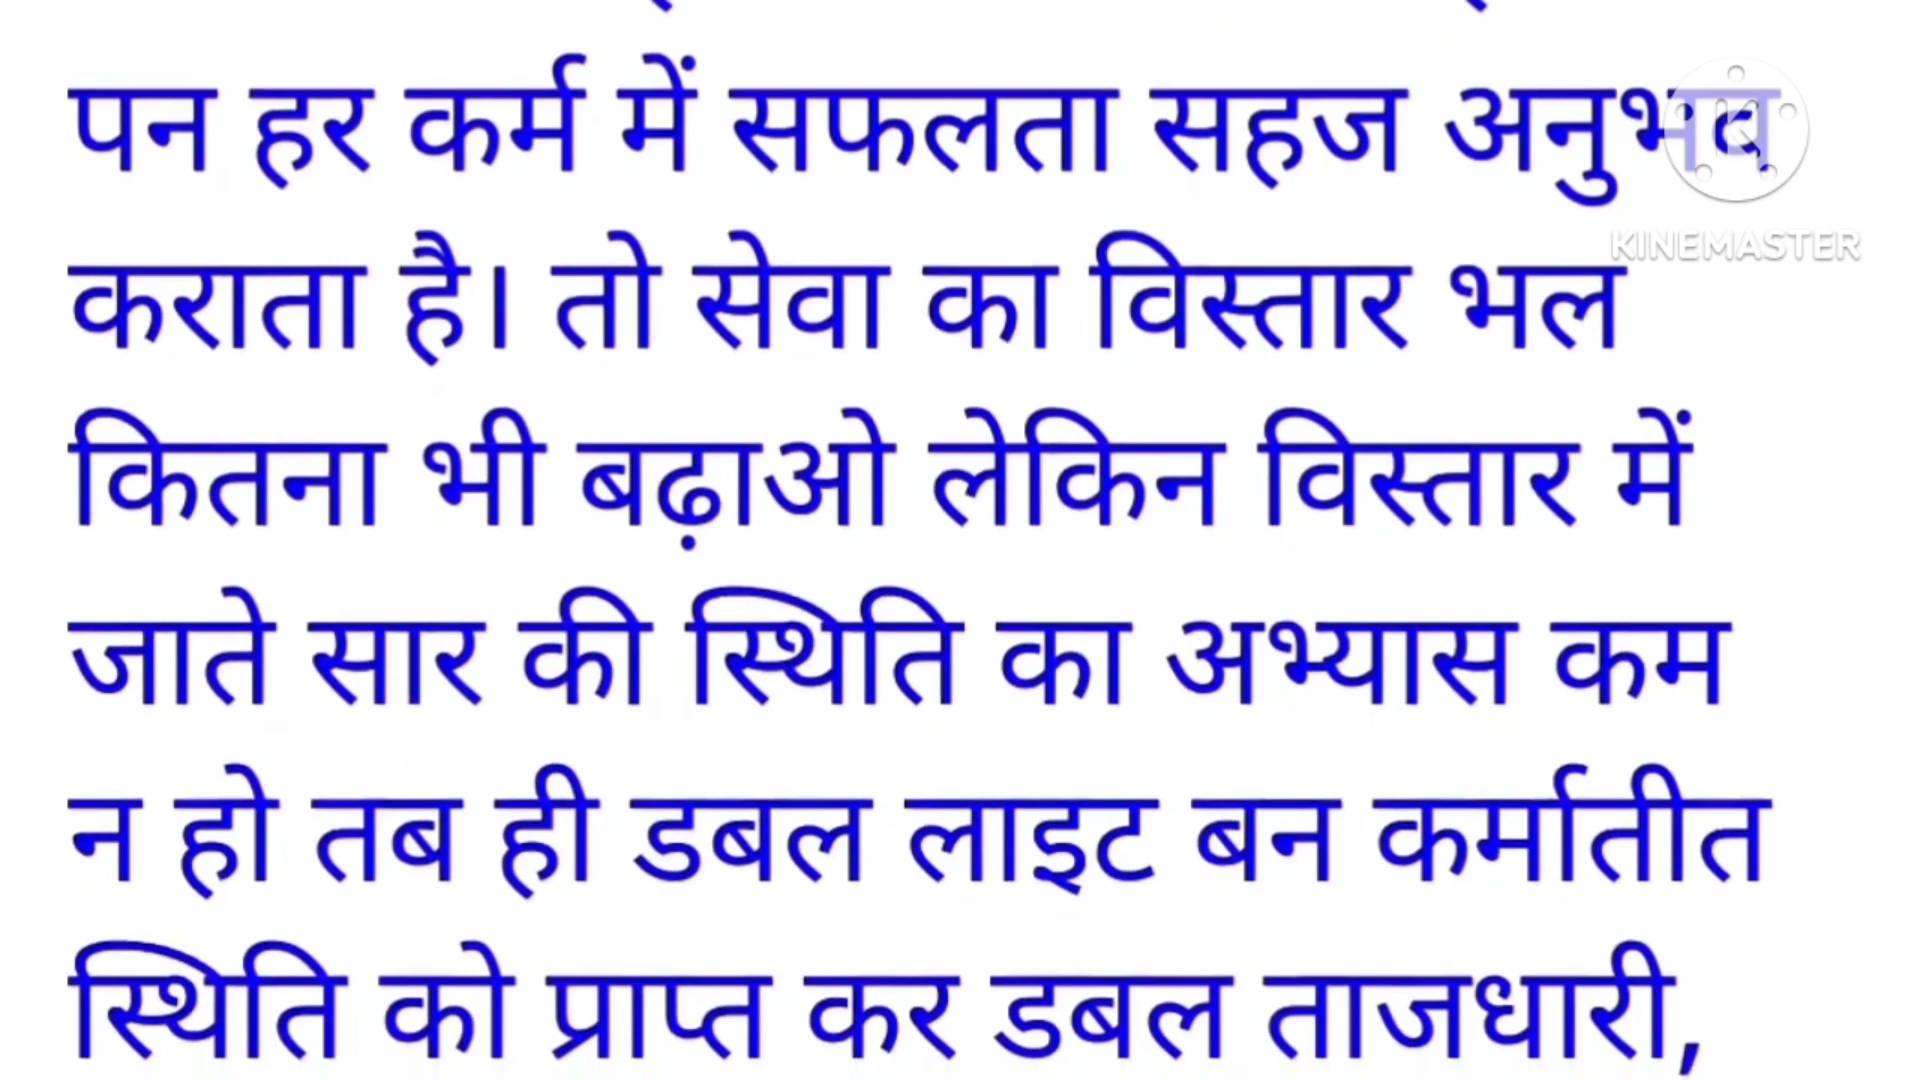 पन हर कर्म में सफलता सहज अनुभव
KINEMASTER
कराता है। तो सेवा का विस्तार भल
कितना भी बढ़ाओ लेकिन विस्तार में
जाते सार की स्थिति का अभ्यास कम
न हो तब ही डबल लाइट बन कर्मातीत
स्थिति को प्राप्त कर डबल ताजधारी,